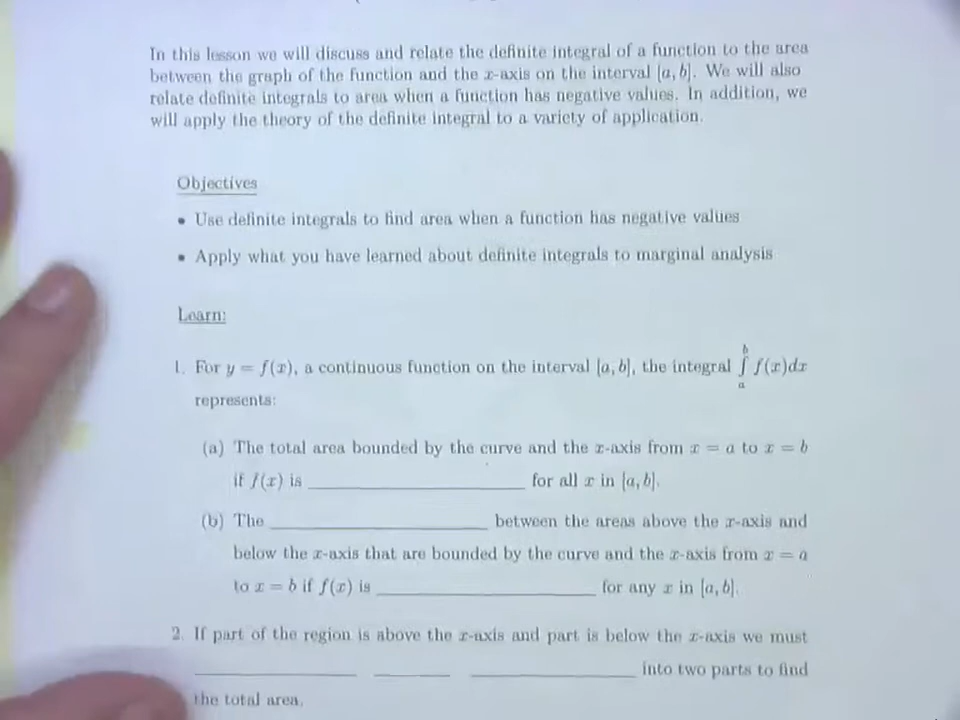 In this lesson we will discuss and relate the definite integral of a function to the area
between the graph of the function and the x-axis on the interval [a, b]. We will also
relate definite integrals to area when a function has negative values. In addition, we
will apply the theory of the definite integral to a variety of application.
Objectives
• Use definite integrals to find area when a function has negative values
• Apply what you have learned about definite integrals to marginal analysis
Learn:
1. For y = f(x), a continuous function on the interval [a, b], the integral ∫_a^b f(x)dx
represents:
(a) The total area bounded by the curve and the x-axis from x = a to x = b
if f(x) is ____________ for all x in [a, b].
(b) The ____________ between the areas above the x-axis and
below the x-axis that are bounded by the curve and the x-axis from x = a
to x = b if f(x) is ____________ for any x in [a, b].
2. If part of the region is above the x-axis and part is below the x-axis we must
____________ ______ ____________ into two parts to find
the total area.